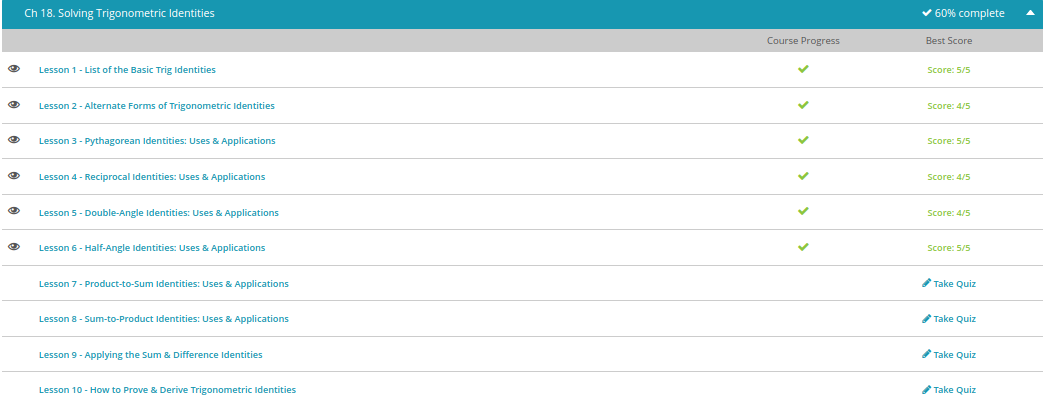 Ch 18. Solving Trigonometric Identities 60% complete
Course Progress Best Score
Lesson 1 - List of the Basic Trig Identities Score: 5/5
Lesson 2 - Alternate Forms of Trigonometric Identities Score: 4/5
Lesson 3 - Pythagorean Identities: Uses & Applications Score: 5/5
Lesson 4 - Reciprocal Identities: Uses & Applications Score: 4/5
Lesson 5 - Double-Angle Identities: Uses & Applications Score: 4/5
Lesson 6 - Half-Angle Identities: Uses & Applications Score: 5/5
Lesson 7 - Product-to-Sum Identities: Uses & Applications Take Quiz
Lesson 8 - Sum-to-Product Identities: Uses & Applications Take Quiz
Lesson 9 - Applying the Sum & Difference Identities Take Quiz
Lesson 10 - How to Prove & Derive Trigonometric Identities Take Quiz